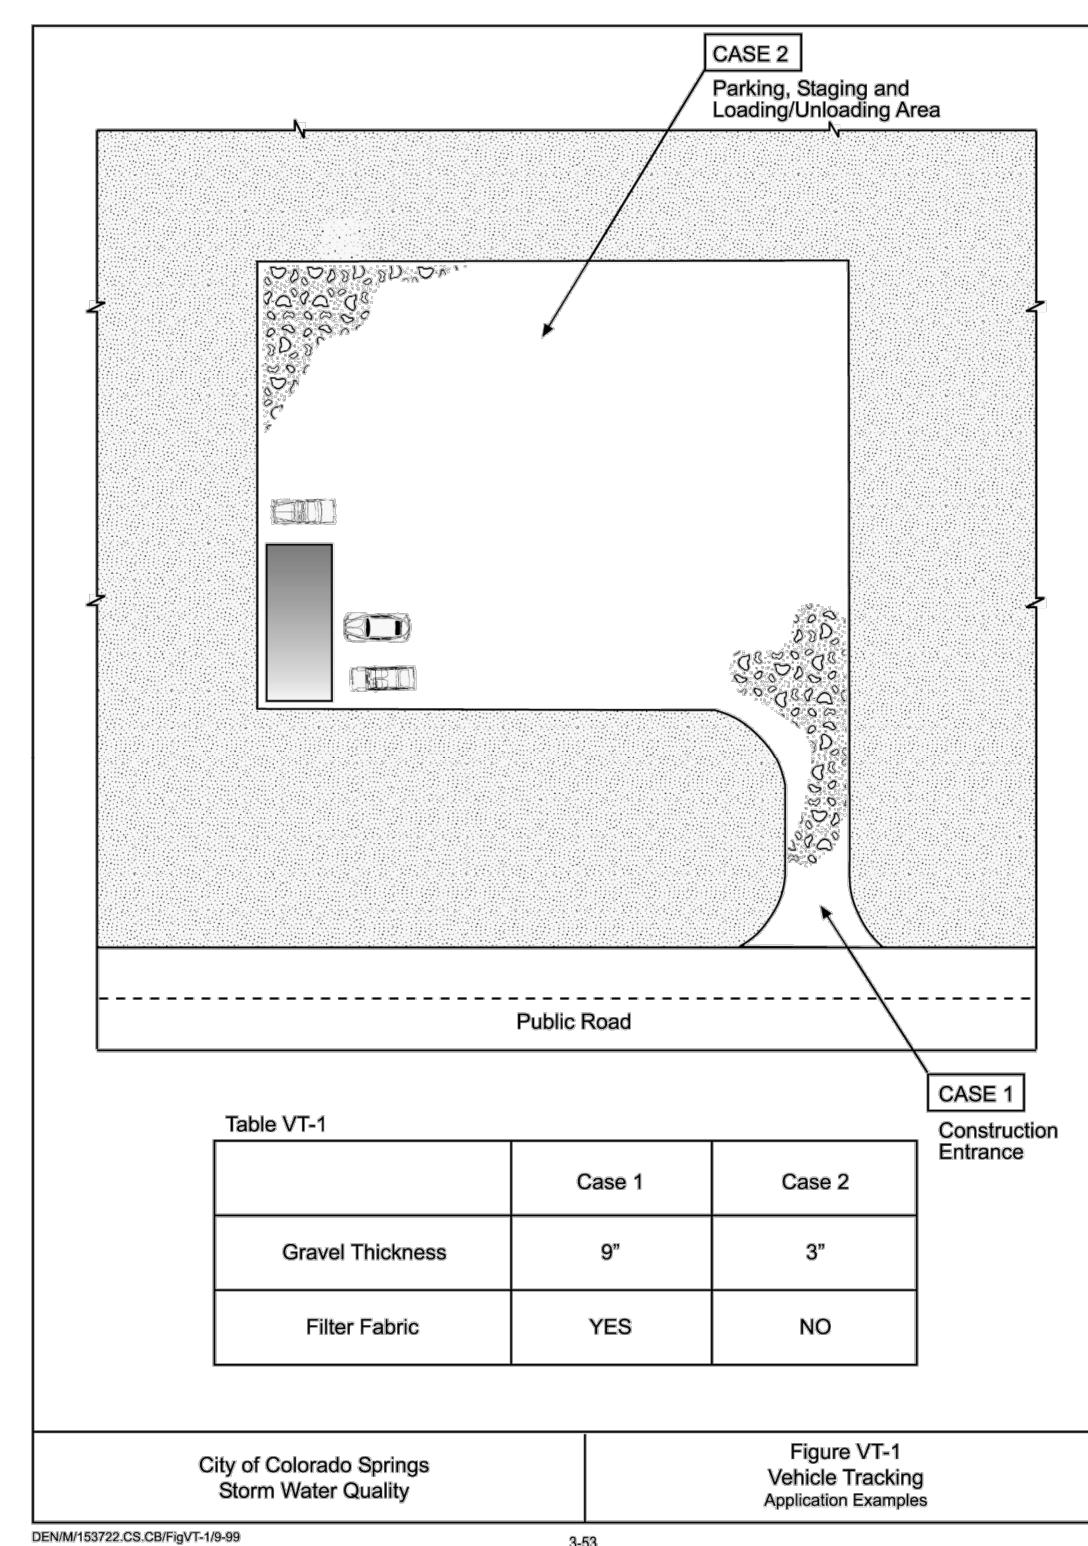 CASE 2
Parking, Staging and
Loading/Unloading Area
Public Road
CASE 1
Construction
Entrance
Table VT-1
Case 1 Case 2
Gravel Thickness 9” 3”
Filter Fabric YES NO
City of Colorado Springs
Storm Water Quality
Figure VT-1
Vehicle Tracking
Application Examples
DEN/M/153722.CS.CB/FigVT-1/9-99
3-53